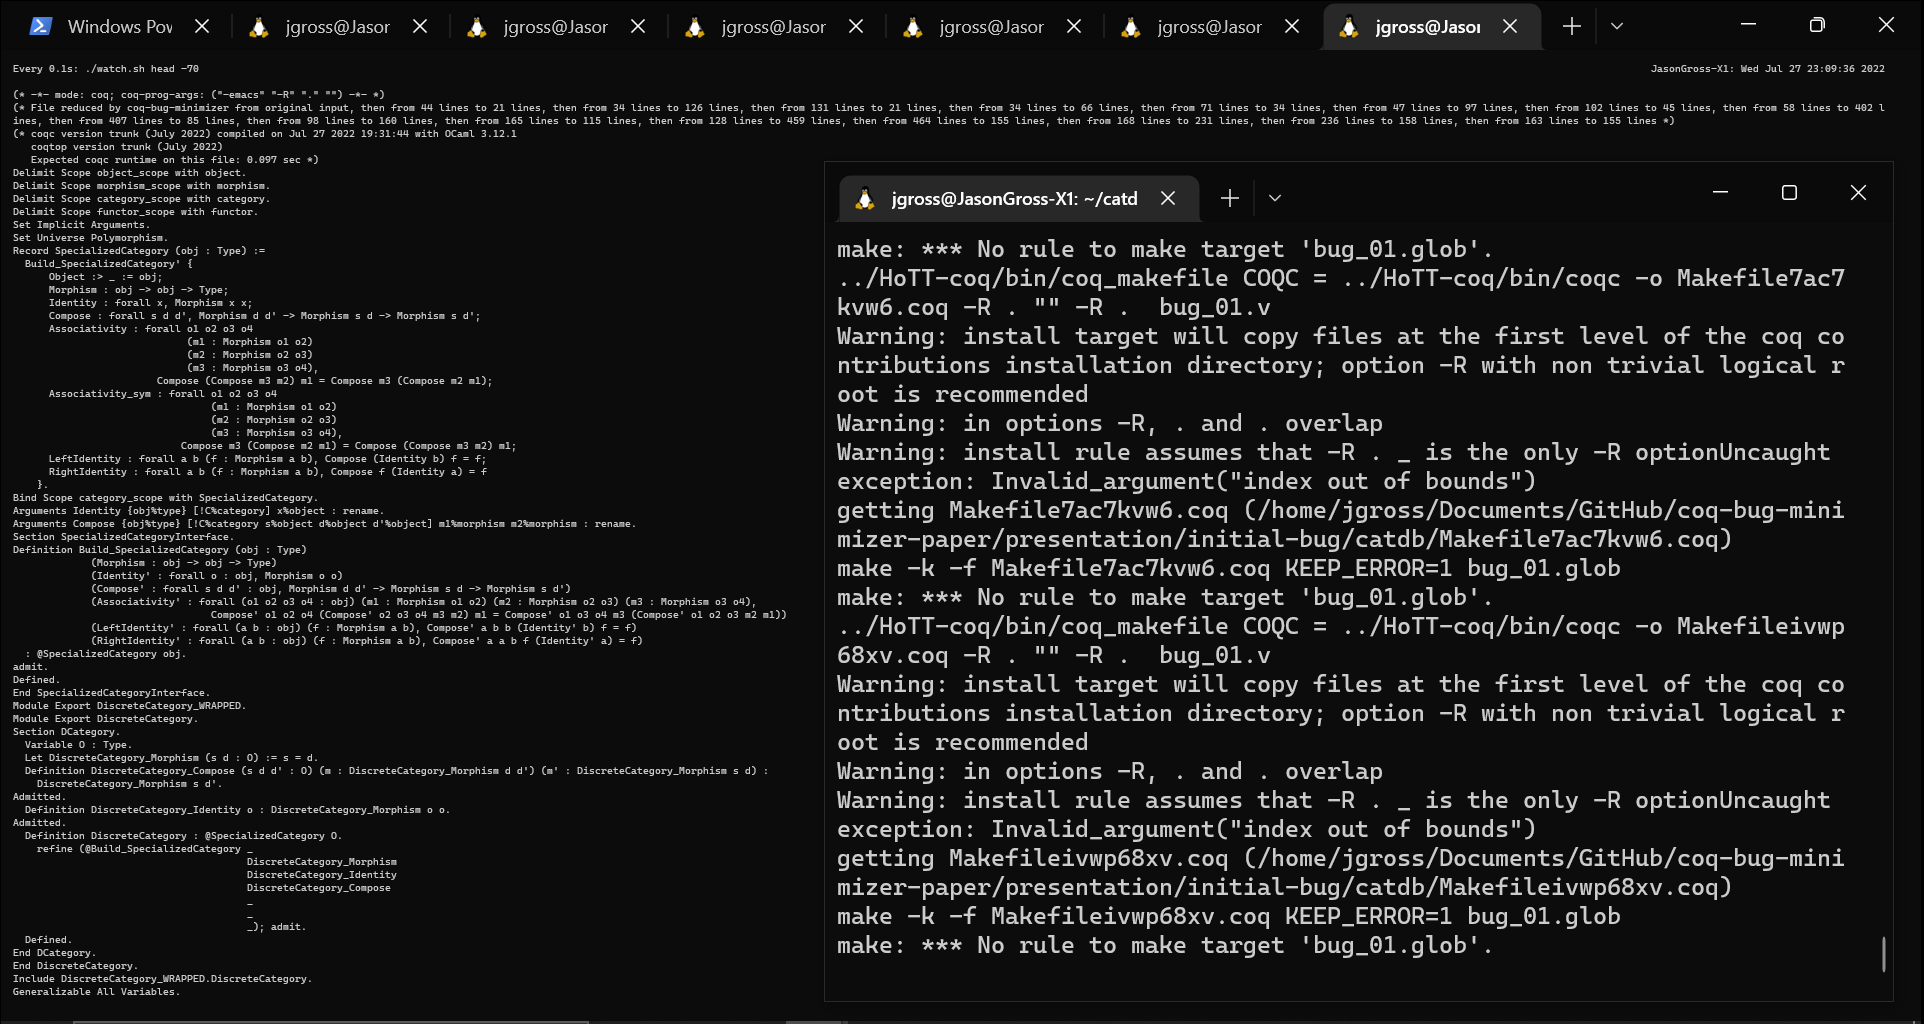 Windows Pow
jgross@Jasor
jgross@Jasor
jgross@Jasor
jgross@Jasor
jgross@Jasor
jgross@Jasor
Every 0.1s: ./watch.sh head -70
JasonGross-X1: Wed Jul 27 23:09:36 2022
(* -*- mode: coq; coq-prog-args: ("-emacs" "-R" "." "") -*- *)
(* File reduced by coq-bug-minimizer from original input, then from 44 lines to 21 lines, then from 34 lines to 126 lines, then from 131 lines to 21 lines, then from 34 lines to 66 lines, then from 71 lines to 34 lines, then from 47 lines to 97 lines, then from 102 lines to 45 lines, then from 58 lines to 402 l
ines, then from 407 lines to 85 lines, then from 98 lines to 160 lines, then from 165 lines to 115 lines, then from 128 lines to 459 lines, then from 464 lines to 155 lines, then from 168 lines to 231 lines, then from 236 lines to 158 lines, then from 163 lines to 155 lines *)
(* coqc version trunk (July 2022) compiled on Jul 27 2022 19:31:44 with OCaml 3.12.1
   coqtop version trunk (July 2022)
   Expected coqc runtime on this file: 0.097 sec *)
Delimit Scope object_scope with object.
Delimit Scope morphism_scope with morphism.
Delimit Scope category_scope with category.
Delimit Scope functor_scope with functor.
Set Implicit Arguments.
Set Universe Polymorphism.
Record SpecializedCategory (obj : Type) :=
  Build_SpecializedCategory' {
      Object :> _ := obj;
      Morphism : obj -> obj -> Type;
      Identity : forall x, Morphism x x;
      Compose : forall s d d', Morphism d d' -> Morphism s d -> Morphism s d';
      Associativity : forall o1 o2 o3 o4
                             (m1 : Morphism o1 o2)
                             (m2 : Morphism o2 o3)
                             (m3 : Morphism o3 o4),
                        Compose (Compose m3 m2) m1 = Compose m3 (Compose m2 m1);
      Associativity_sym : forall o1 o2 o3 o4
                                 (m1 : Morphism o1 o2)
                                 (m2 : Morphism o2 o3)
                                 (m3 : Morphism o3 o4),
                            Compose m3 (Compose m2 m1) = Compose (Compose m3 m2) m1;
      LeftIdentity : forall a b (f : Morphism a b), Compose (Identity b) f = f;
      RightIdentity : forall a b (f : Morphism a b), Compose f (Identity a) = f
    }.
Bind Scope category_scope with SpecializedCategory.
Arguments Identity {obj%type} [!C%category] x%object : rename.
Arguments Compose {obj%type} [!C%category s%object d%object d'%object] m1%morphism m2%morphism : rename.
Section SpecializedCategoryInterface.
Definition Build_SpecializedCategory (obj : Type)
             (Morphism : obj -> obj -> Type)
             (Identity' : forall o : obj, Morphism o o)
             (Compose' : forall s d d' : obj, Morphism d d' -> Morphism s d -> Morphism s d')
             (Associativity' : forall (o1 o2 o3 o4 : obj) (m1 : Morphism o1 o2) (m2 : Morphism o2 o3) (m3 : Morphism o3 o4),
                                 Compose' o1 o2 o4 (Compose' o2 o3 o4 m3 m2) m1 = Compose' o1 o3 o4 m3 (Compose' o1 o2 o3 m2 m1))
             (LeftIdentity' : forall (a b : obj) (f : Morphism a b), Compose' a b b (Identity' b) f = f)
             (RightIdentity' : forall (a b : obj) (f : Morphism a b), Compose' a a b f (Identity' a) = f)
  : @SpecializedCategory obj.
admit.
Defined.
End SpecializedCategoryInterface.
Module Export DiscreteCategory_WRAPPED.
Module Export DiscreteCategory.
Section DCategory.
  Variable O : Type.
  Let DiscreteCategory_Morphism (s d : O) := s = d.
  Definition DiscreteCategory_Compose (s d d' : O) (m : DiscreteCategory_Morphism d d') (m' : DiscreteCategory_Morphism s d) :
    DiscreteCategory_Morphism s d'.
Admitted.
  Definition DiscreteCategory_Identity o : DiscreteCategory_Morphism o o.
Admitted.
  Definition DiscreteCategory : @SpecializedCategory O.
    refine (@Build_SpecializedCategory _
                                       DiscreteCategory_Morphism
                                       DiscreteCategory_Identity
                                       DiscreteCategory_Compose
                                       _
                                       _
                                       _); admit.
  Defined.
End DCategory.
End DiscreteCategory.
Include DiscreteCategory_WRAPPED.DiscreteCategory.
Generalizable All Variables.
jgross@JasonGross-X1: ~/catd
make: *** No rule to make target 'bug_01.glob'.
../HoTT-coq/bin/coq_makefile COQC = ../HoTT-coq/bin/coqc -o Makefile7ac7
kvw6.coq -R . "" -R .  bug_01.v
Warning: install target will copy files at the first level of the coq co
ntributions installation directory; option -R with non trivial logical r
oot is recommended
Warning: in options -R, . and . overlap
Warning: install rule assumes that -R . _ is the only -R optionUncaught
exception: Invalid_argument("index out of bounds")
getting Makefile7ac7kvw6.coq (/home/jgross/Documents/GitHub/coq-bug-mini
mizer-paper/presentation/initial-bug/catdb/Makefile7ac7kvw6.coq)
make -k -f Makefile7ac7kvw6.coq KEEP_ERROR=1 bug_01.glob
make: *** No rule to make target 'bug_01.glob'.
../HoTT-coq/bin/coq_makefile COQC = ../HoTT-coq/bin/coqc -o Makefileivwp
68xv.coq -R . "" -R .  bug_01.v
Warning: install target will copy files at the first level of the coq co
ntributions installation directory; option -R with non trivial logical r
oot is recommended
Warning: in options -R, . and . overlap
Warning: install rule assumes that -R . _ is the only -R optionUncaught
exception: Invalid_argument("index out of bounds")
getting Makefileivwp68xv.coq (/home/jgross/Documents/GitHub/coq-bug-mini
mizer-paper/presentation/initial-bug/catdb/Makefileivwp68xv.coq)
make -k -f Makefileivwp68xv.coq KEEP_ERROR=1 bug_01.glob
make: *** No rule to make target 'bug_01.glob'.